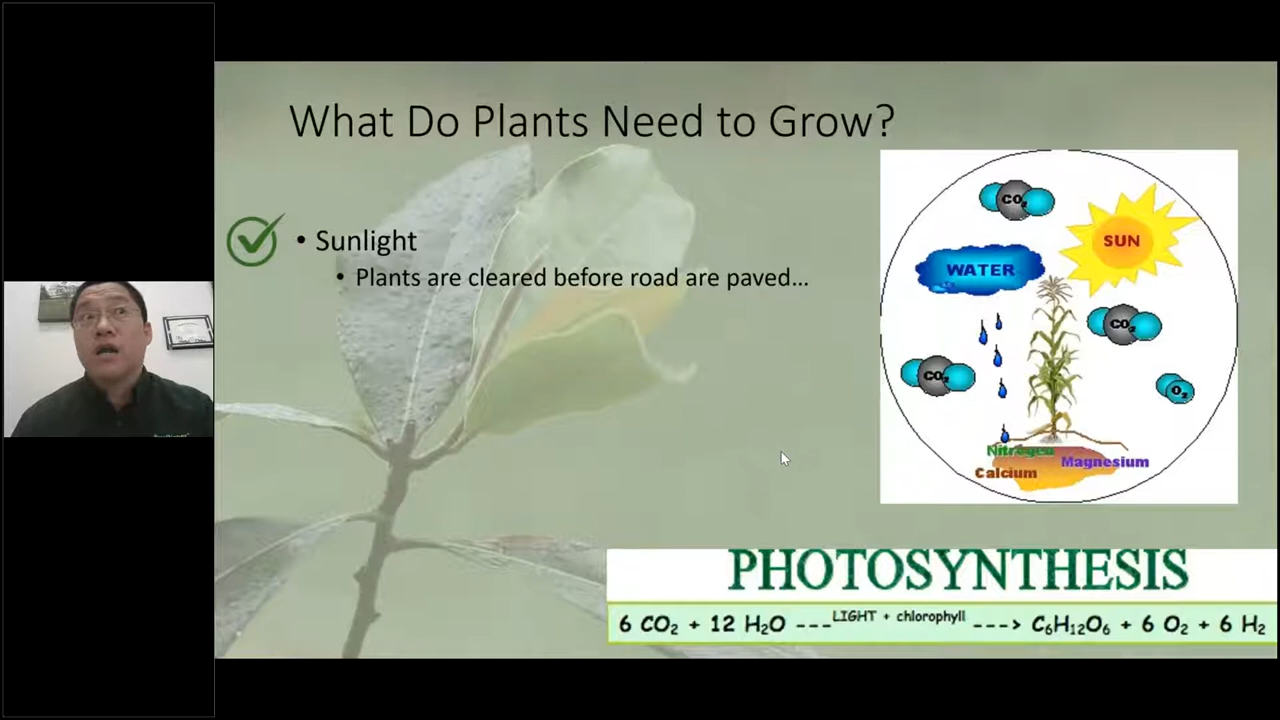 What Do Plants Need to Grow?
• Sunlight
• Plants are cleared before road are paved...
CO₂
SUN
WATER
CO₂
CO₂
O₂
Nitrogen
Magnesium
Calcium
PHOTOSYNTHESIS
6 CO₂ + 12 H₂O ---LIGHT + chlorophyll---> C₆H₁₂O₆ + 6 O₂ + 6 H₂